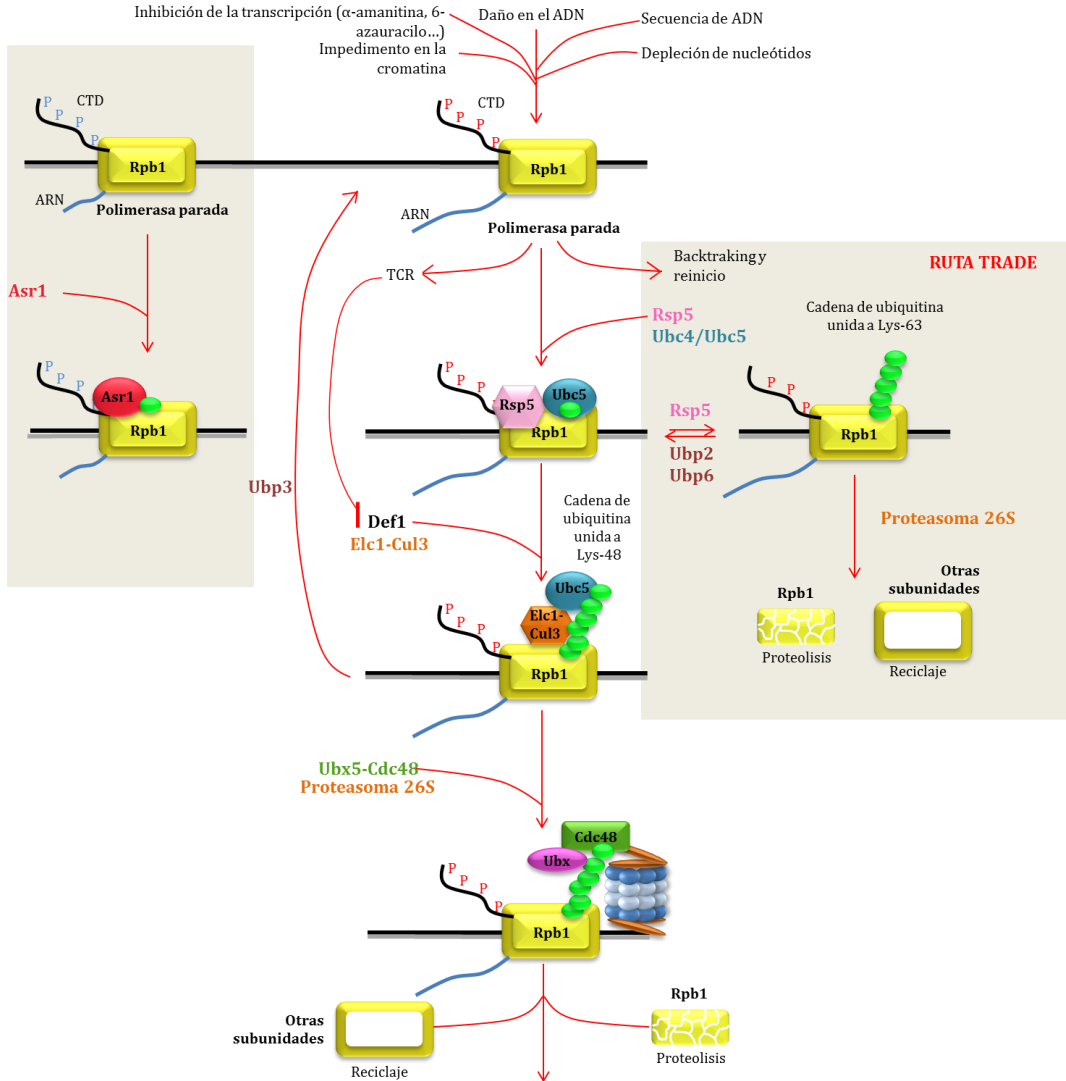 Inhibición de la transcripción (α-amanitina, 6-
azauracilo…)
Impedimento en la
cromatina
Daño en el ADN
Secuencia de ADN
Depleción de nucleótidos
P
P
P
P
CTD
Rpb1
ARN
Polimerasa parada
Asr1
P
P
P
Asr1
Rpb1
P
P
P
P
CTD
Rpb1
ARN
Polimerasa parada
TCR
Backtraking y
reinicio
Rsp5
Ubc4/Ubc5
P
P
P
Rsp5
Ubc5
Rpb1
Rsp5
Ubp2
Ubp6
RUTA TRADE
Cadena de ubiquitina
unida a Lys-63
P
P
P
Rpb1
Proteasoma 26S
Rpb1
Proteolisis
Otras
subunidades
Reciclaje
Ubp3
Def1
Elc1-Cul3
Cadena de
ubiquitina
unida a
Lys-48
P
P
P
P
Ubc5
Elc1-
Cul3
Rpb1
Ubx5-Cdc48
Proteasoma 26S
P
P
P
P
Cdc48
Ubx
Rpb1
Otras
subunidades
Reciclaje
Rpb1
Proteolisis